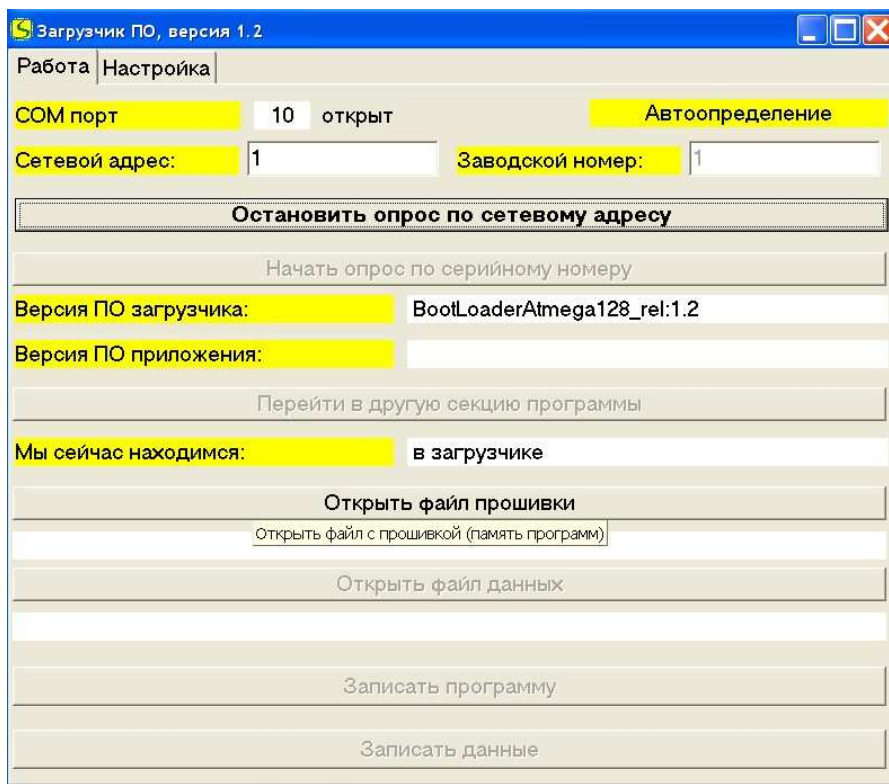 Загрузчик ПО, версия 1.2
Работа Настройка
COM порт 10 открыт Автоопределение
Сетевой адрес: 1 Заводской номер: 1
Остановить опрос по сетевому адресу
Начать опрос по серийному номеру
Версия ПО загрузчика: BootLoaderAtmega128_rel:1.2
Версия ПО приложения:
Перейти в другую секцию программы
Мы сейчас находимся: в загрузчике
Открыть файл прошивки
Открыть файл с прошивкой (память программ)
Открыть файл данных
Записать программу
Записать данные